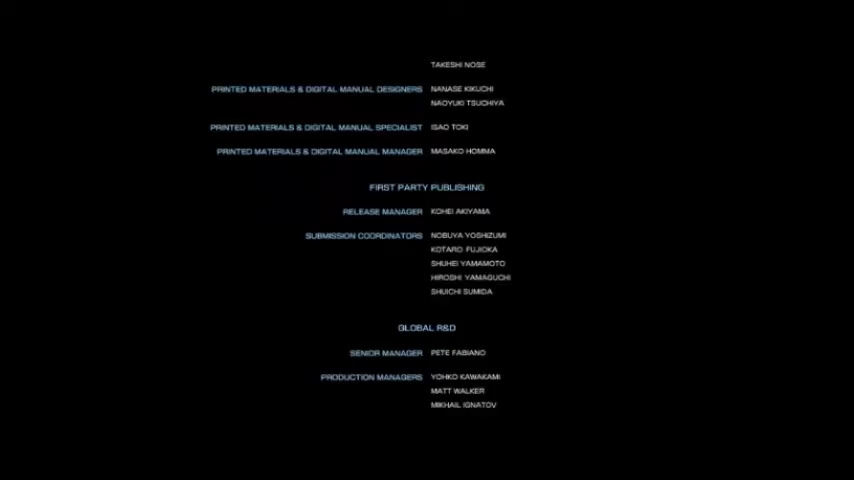 TAKESHI NOSE
PRINTED MATERIALS & DIGITAL MANUAL DESIGNERS NANASE KIKUCHI
NAOYUKI TSUCHIYA
PRINTED MATERIALS & DIGITAL MANUAL SPECIALIST ISAO TOKI
PRINTED MATERIALS & DIGITAL MANUAL MANAGER MASAKO HOMMA
FIRST PARTY PUBLISHING
RELEASE MANAGER KOHEI AKIYAMA
SUBMISSION COORDINATORS NOBUYA YOSHIZUMI
KOTARO FUJIOKA
SHUHEI YAMAMOTO
HIROSHI YAMAGUCHI
SHUICHI SUMIDA
GLOBAL R&D
SENIOR MANAGER PETE FABIANO
PRODUCTION MANAGERS YOHKO KAWAKAMI
MATT WALKER
MIKHAIL IGNATOV